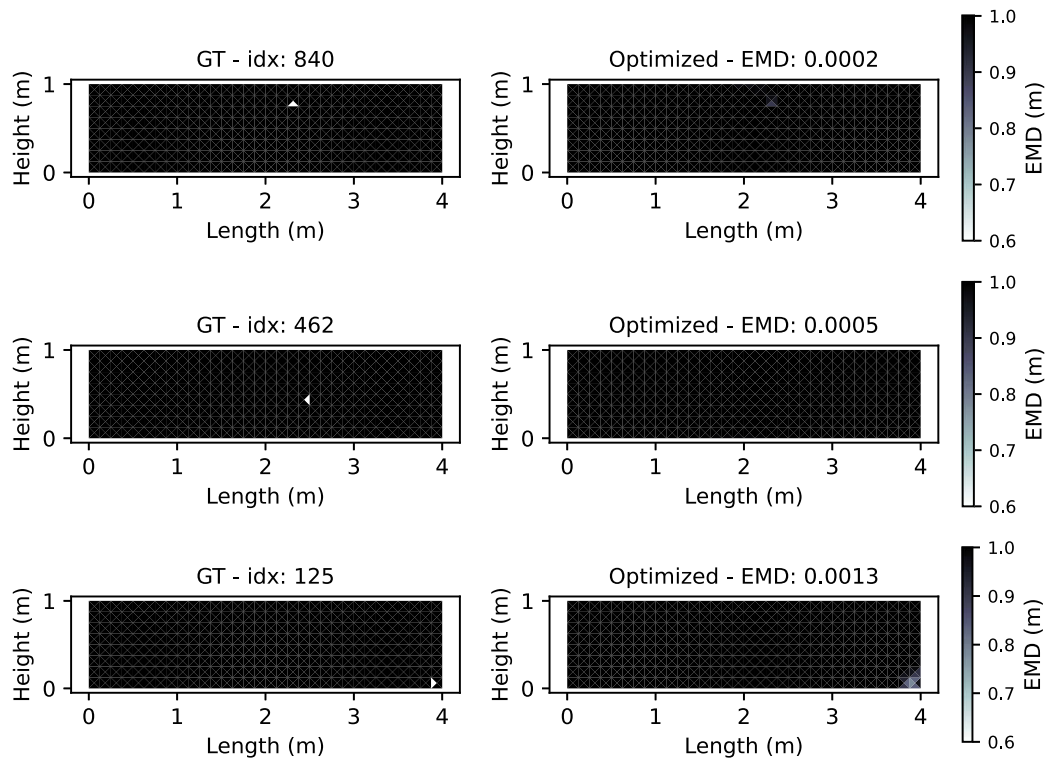 GT - idx: 840
Height (m)
1
0
0 1 2 3 4
Length (m)
Optimized - EMD: 0.0002
Height (m)
1
0
0 1 2 3 4
Length (m)
1.0
0.9
0.8
0.7
0.6
EMD (m)
GT - idx: 462
Height (m)
1
0
0 1 2 3 4
Length (m)
Optimized - EMD: 0.0005
Height (m)
1
0
0 1 2 3 4
Length (m)
1.0
0.9
0.8
0.7
0.6
EMD (m)
GT - idx: 125
Height (m)
1
0
0 1 2 3 4
Length (m)
Optimized - EMD: 0.0013
Height (m)
1
0
0 1 2 3 4
Length (m)
1.0
0.9
0.8
0.7
0.6
EMD (m)